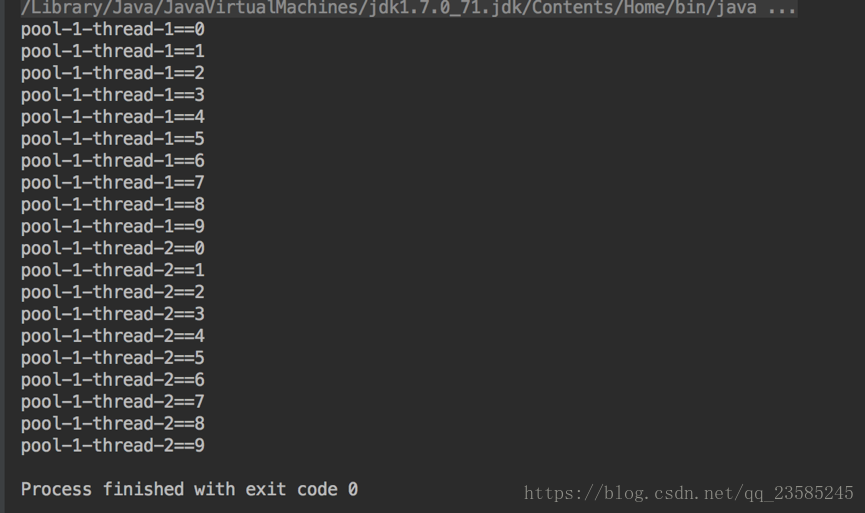 /Library/Java/JavaVirtualMachines/jdk1.7.0_71.jdk/Contents/Home/bin/java ...
pool-1-thread-1==0
pool-1-thread-1==1
pool-1-thread-1==2
pool-1-thread-1==3
pool-1-thread-1==4
pool-1-thread-1==5
pool-1-thread-1==6
pool-1-thread-1==7
pool-1-thread-1==8
pool-1-thread-1==9
pool-1-thread-2==0
pool-1-thread-2==1
pool-1-thread-2==2
pool-1-thread-2==3
pool-1-thread-2==4
pool-1-thread-2==5
pool-1-thread-2==6
pool-1-thread-2==7
pool-1-thread-2==8
pool-1-thread-2==9
Process finished with exit code 0
https://blog.csdn.net/qq_23585245